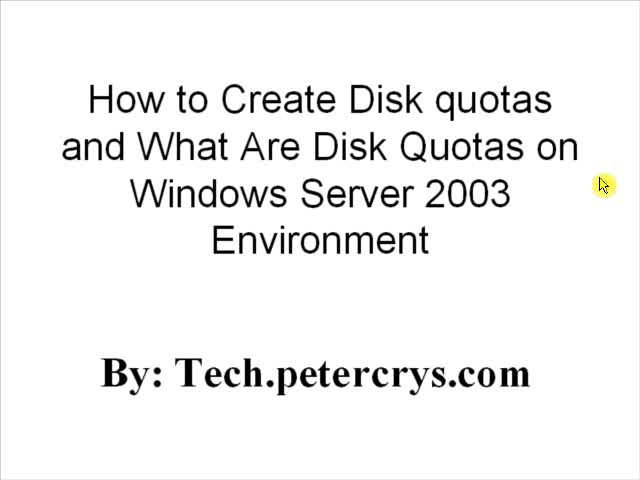 How to Create Disk quotas
and What Are Disk Quotas on
Windows Server 2003
Environment
By: Tech.petercrys.com